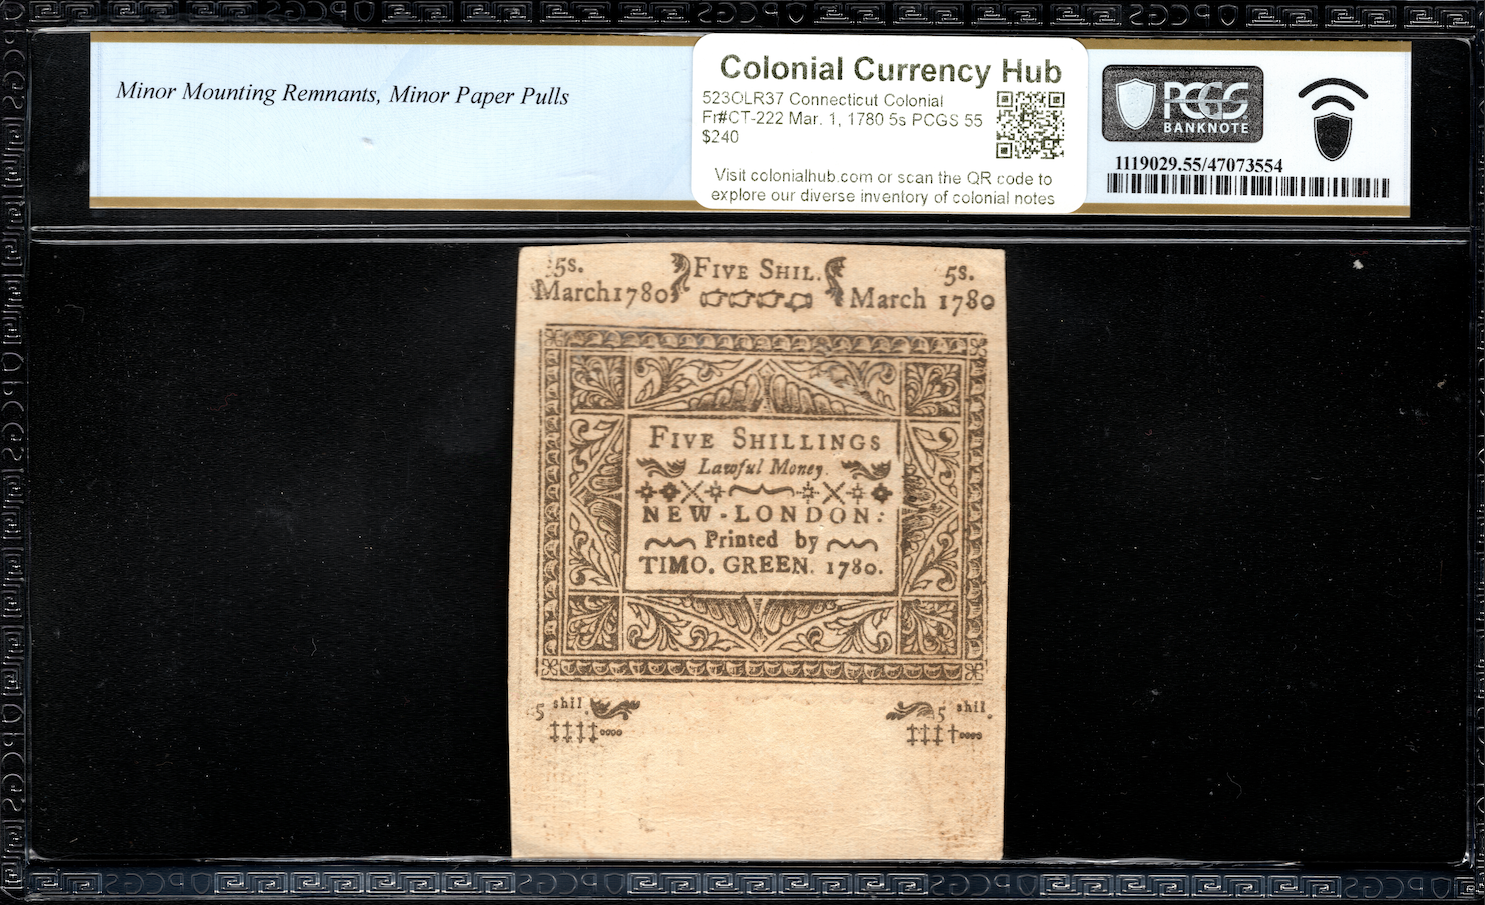 Minor Mounting Remnants, Minor Paper Pulls
Colonial Currency Hub
523OLR37 Connecticut Colonial
Fr#CT-222 Mar. 1, 1780 5s PCGS 55
$240
Visit colonialhub.com or scan the QR code to
explore our diverse inventory of colonial notes
PCGS
BANKNOTE
1119029.55/47073554
5s. FIVE SHIL. 5s.
March 1780 March 1780
FIVE SHILLINGS
Lawful Money.
NEW-LONDON:
Printed by
TIMO. GREEN. 1780.
5 shil. 5 shil.